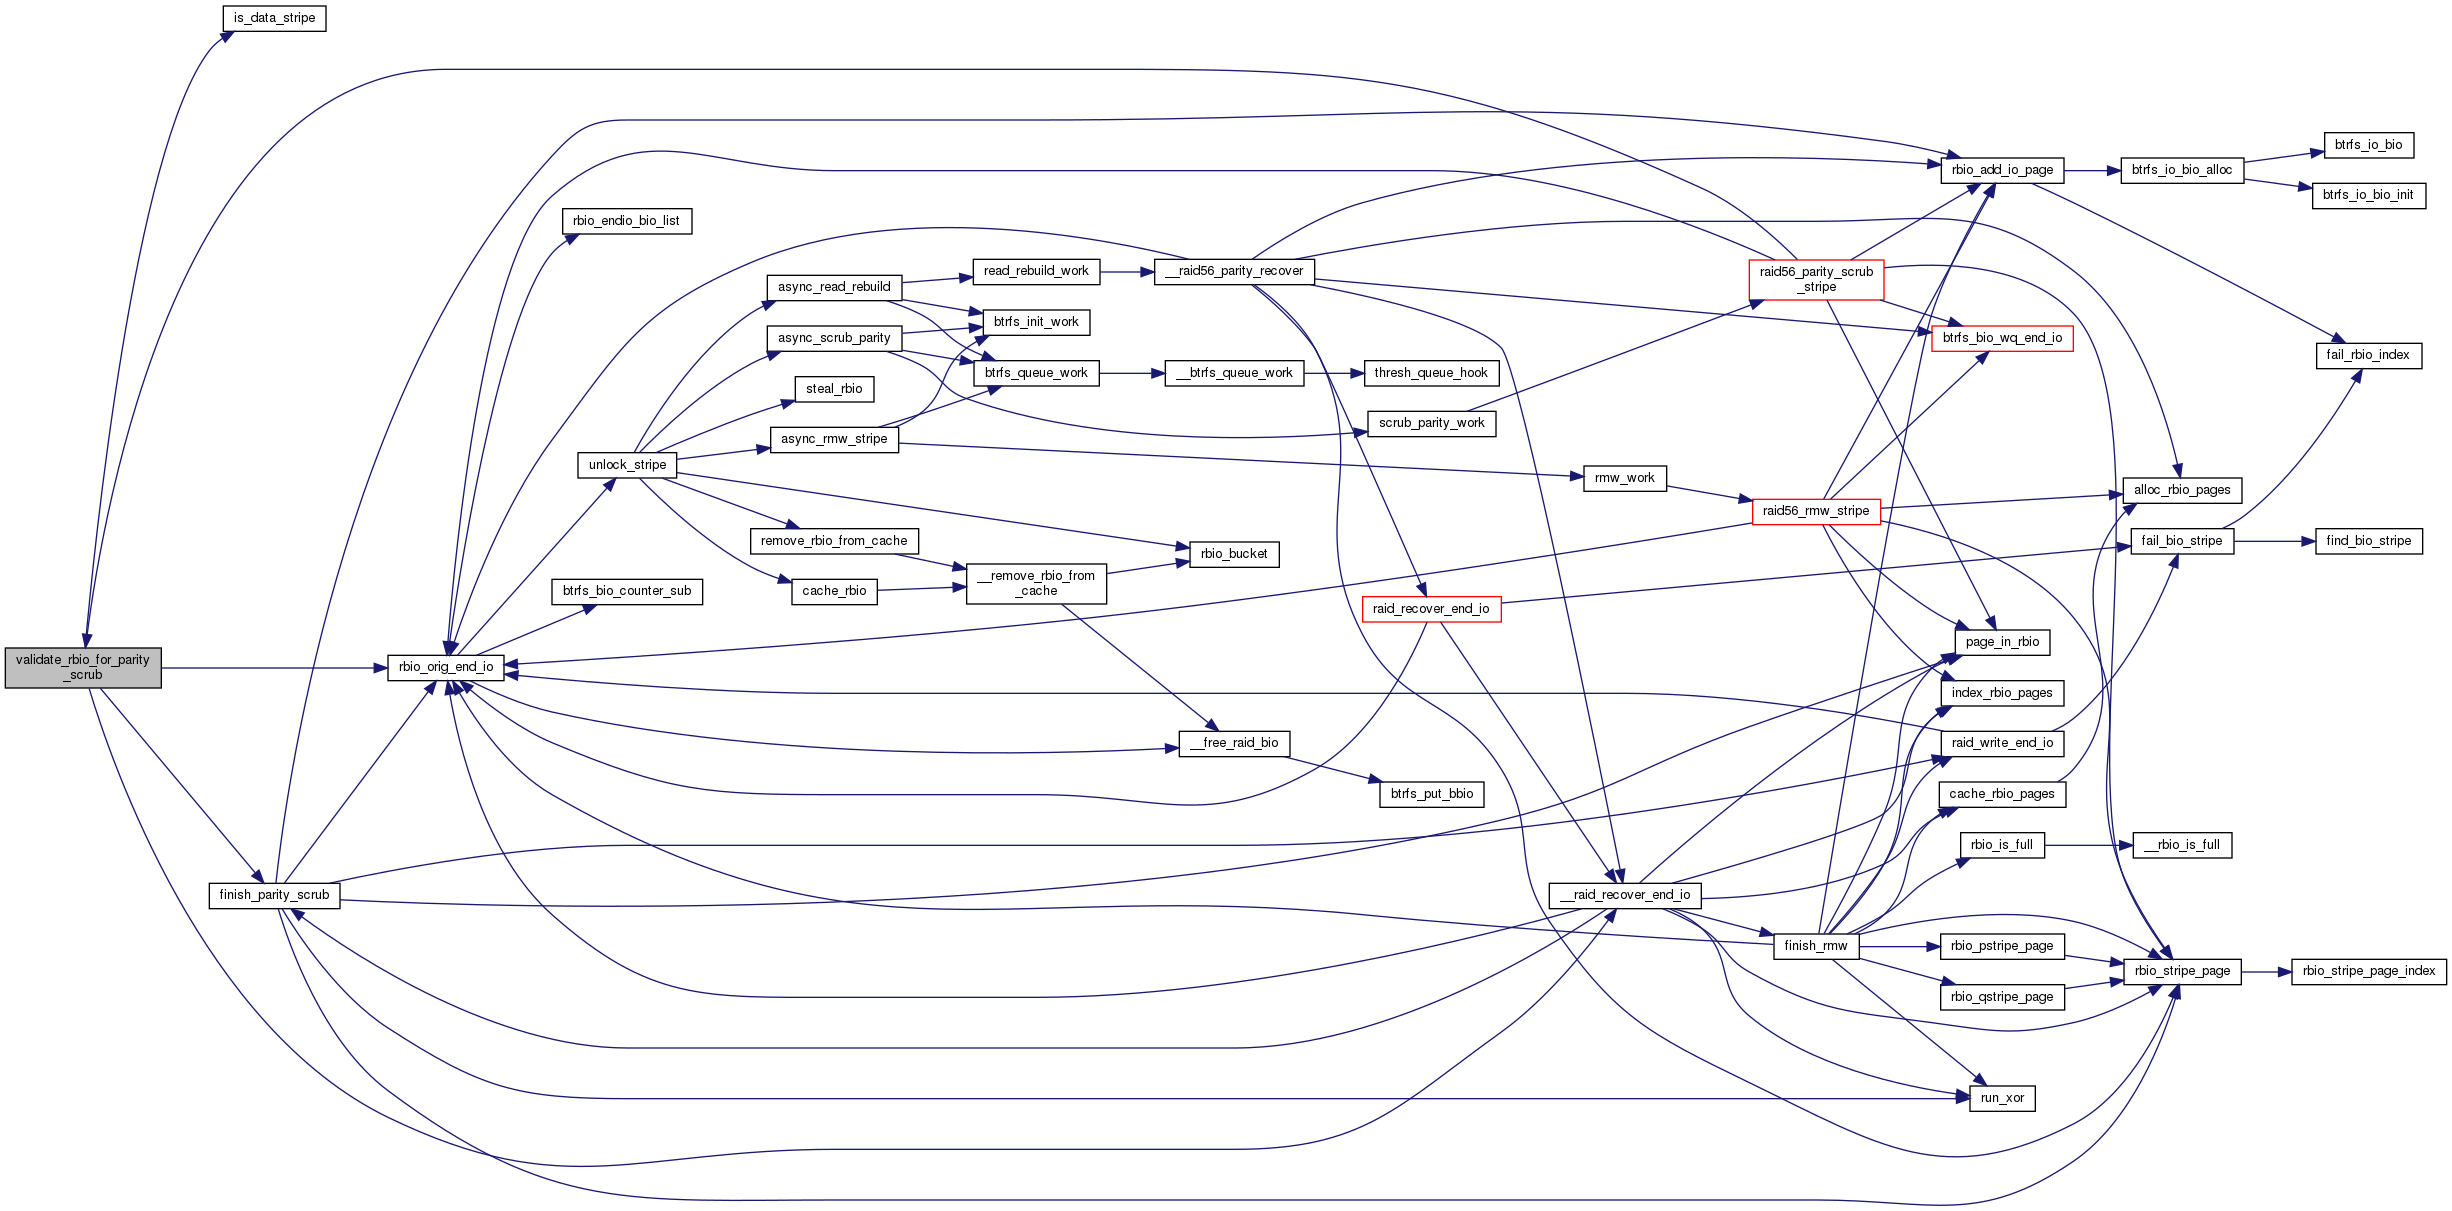 is_data_stripe
rbio_endio_bio_list
btrfs_io_bio
rbio_add_io_page
btrfs_io_bio_alloc
btrfs_io_bio_init
async_read_rebuild
read_rebuild_work
__raid56_parity_recover
raid56_parity_scrub
_stripe
btrfs_init_work
async_scrub_parity
btrfs_bio_wq_end_io
fail_rbio_index
btrfs_queue_work
__btrfs_queue_work
thresh_queue_hook
steal_rbio
scrub_parity_work
async_rmw_stripe
unlock_stripe
rmw_work
alloc_rbio_pages
raid56_rmw_stripe
remove_rbio_from_cache
rbio_bucket
fail_bio_stripe
find_bio_stripe
__remove_rbio_from
_cache
btrfs_bio_counter_sub
cache_rbio
raid_recover_end_io
page_in_rbio
validate_rbio_for_parity
_scrub
rbio_orig_end_io
index_rbio_pages
__free_raid_bio
raid_write_end_io
btrfs_put_bbio
cache_rbio_pages
rbio_is_full
__rbio_is_full
finish_parity_scrub
__raid_recover_end_io
finish_rmw
rbio_pstripe_page
rbio_stripe_page
rbio_stripe_page_index
rbio_qstripe_page
run_xor